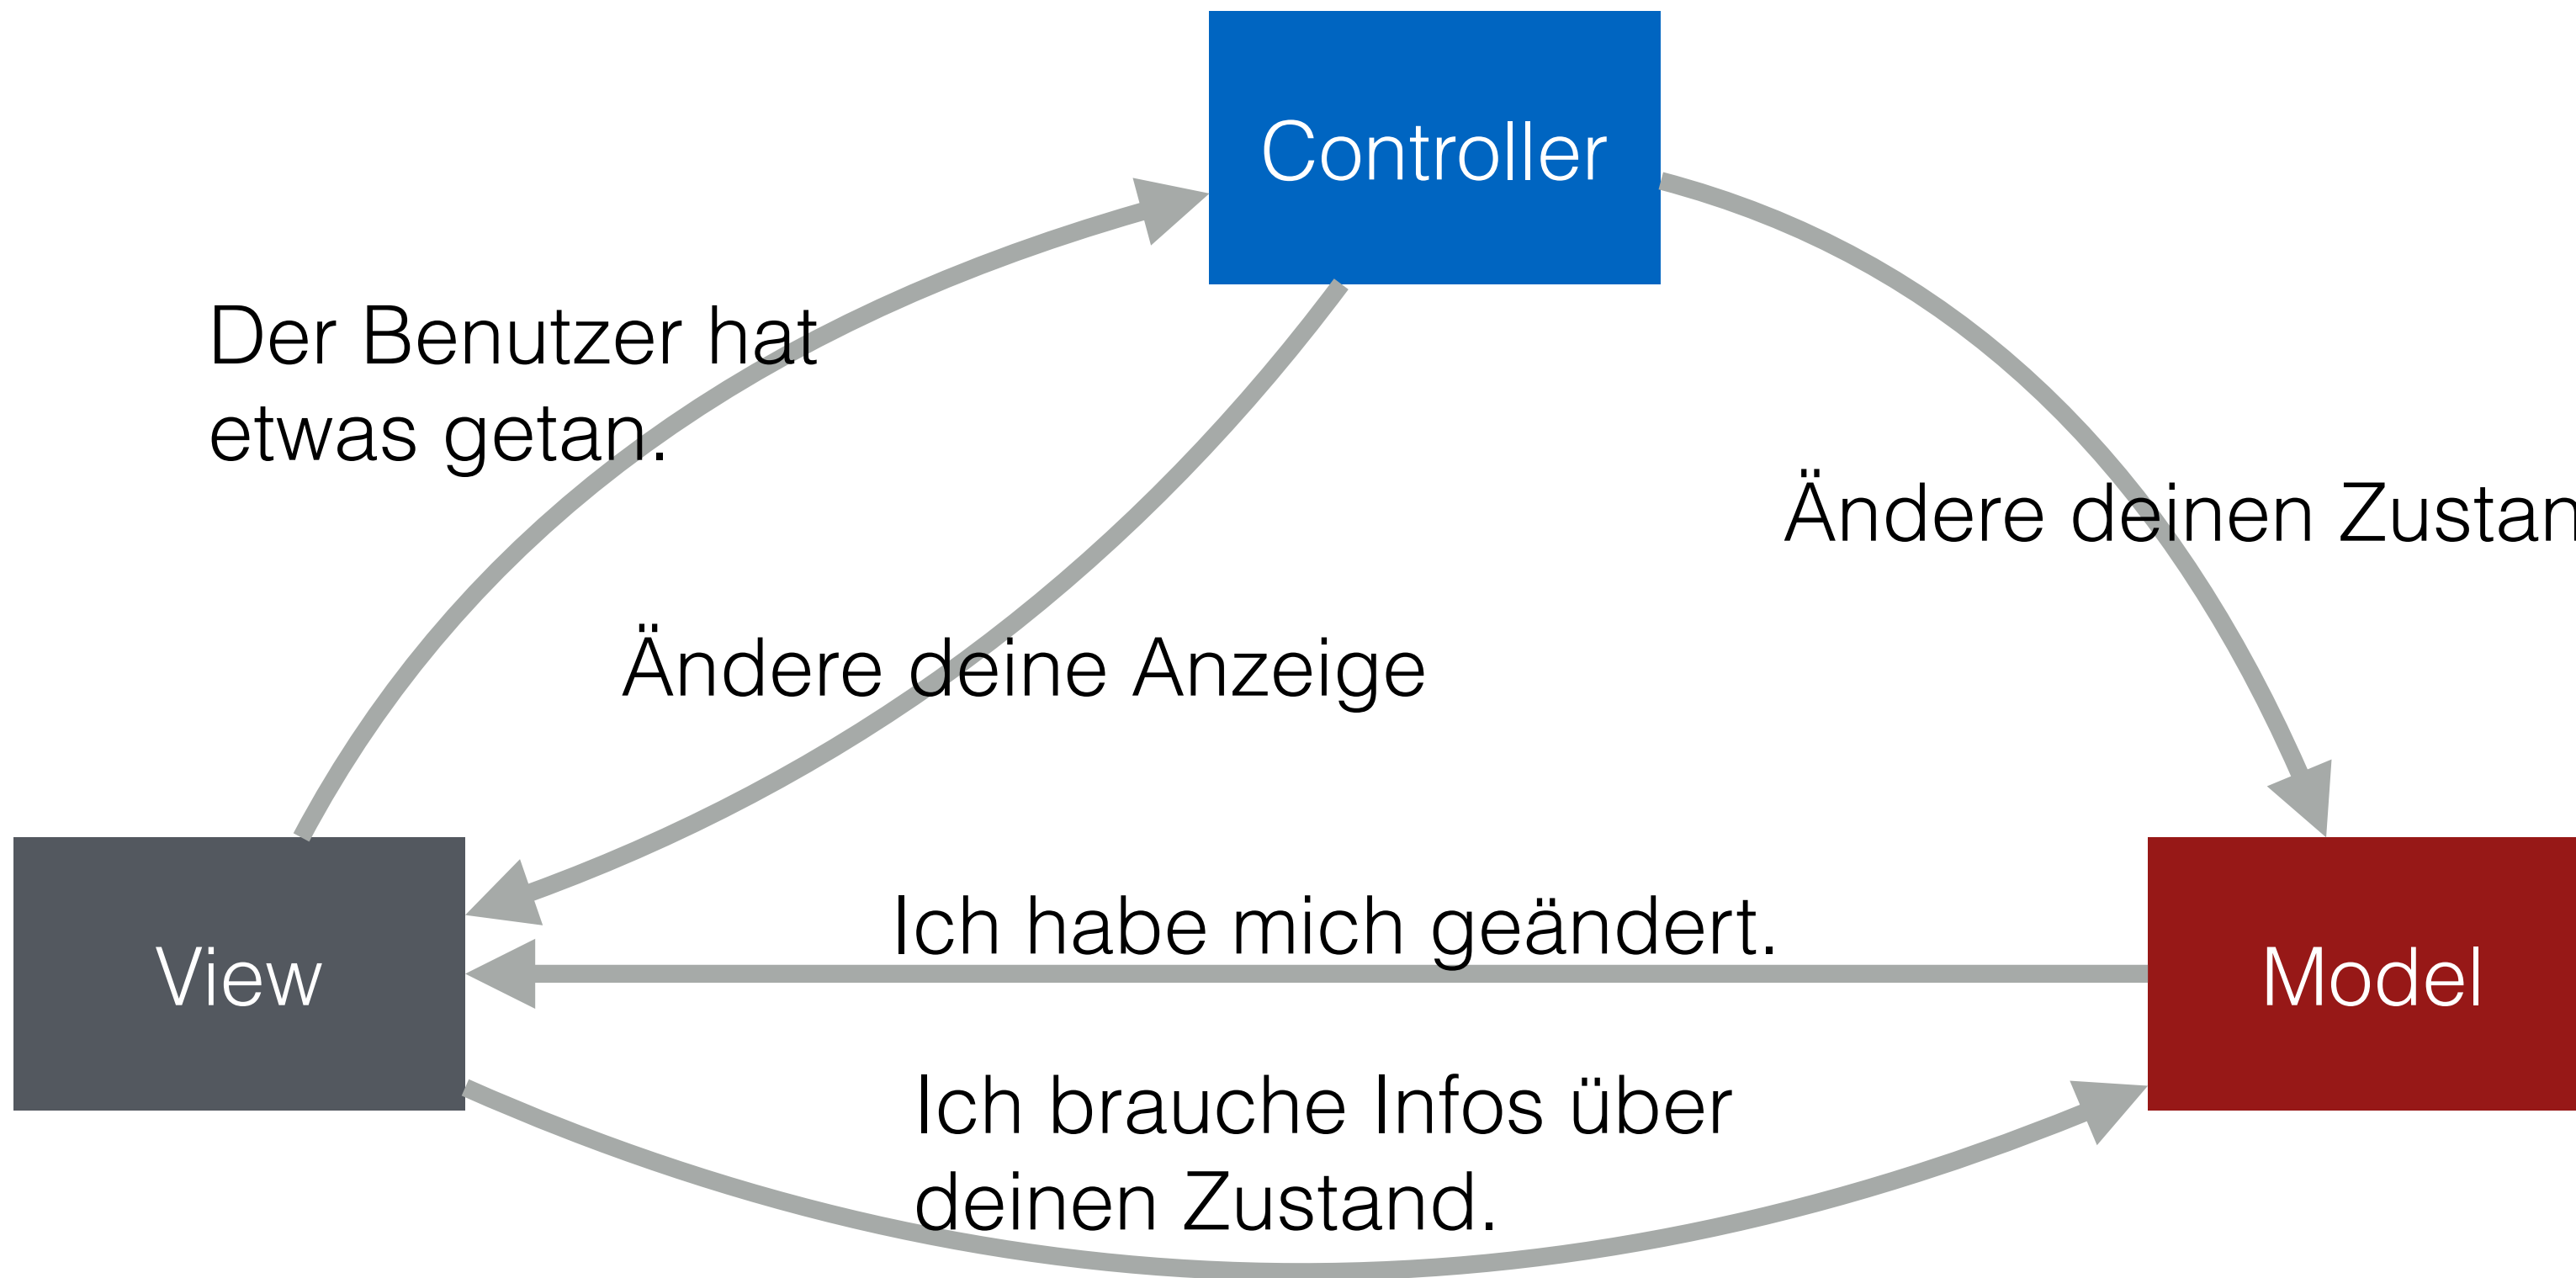 Controller
Der Benutzer hat
etwas getan.
Ändere deinen
Ändere deine Anzeige
Ich habe mich geändert.
View
Model
Ich brauche Infos über
deinen Zustand.